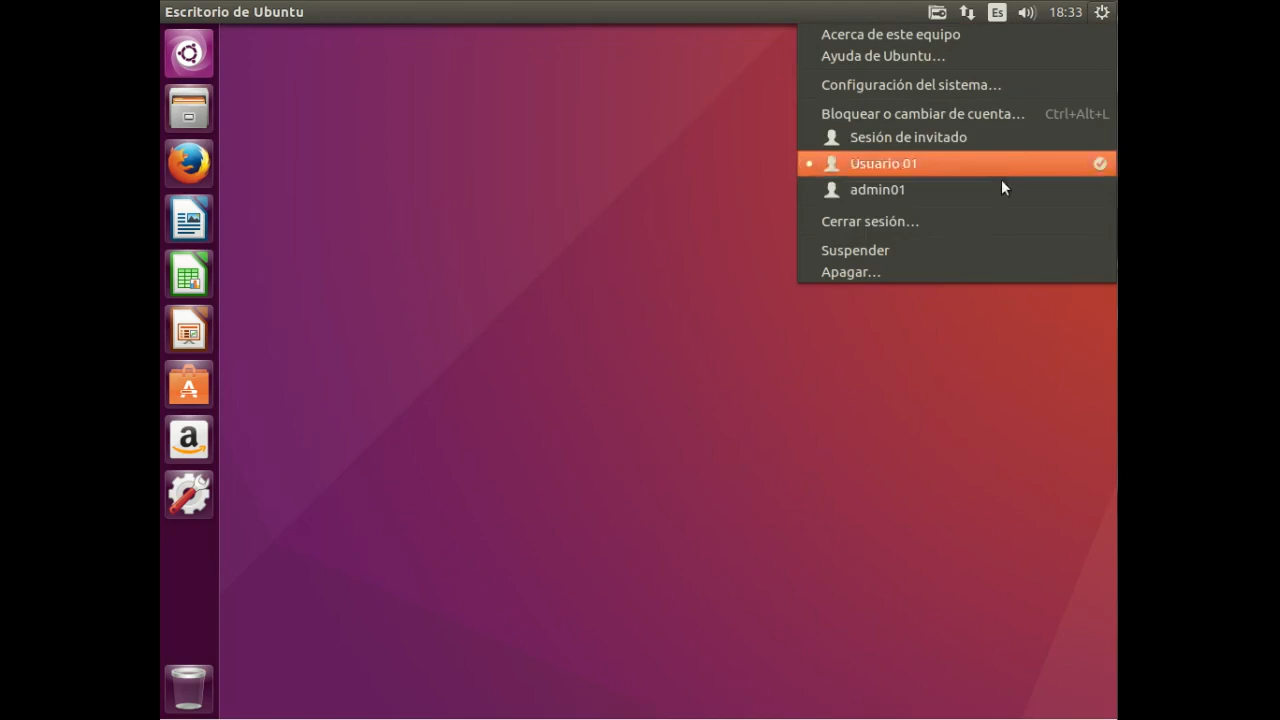 Escritorio de Ubuntu
Es
18:33
Acerca de este equipo
Ayuda de Ubuntu…
Configuración del sistema…
Bloquear o cambiar de cuenta… Ctrl+Alt+L
Sesión de invitado
Usuario 01
admin01
Cerrar sesión…
Suspender
Apagar…